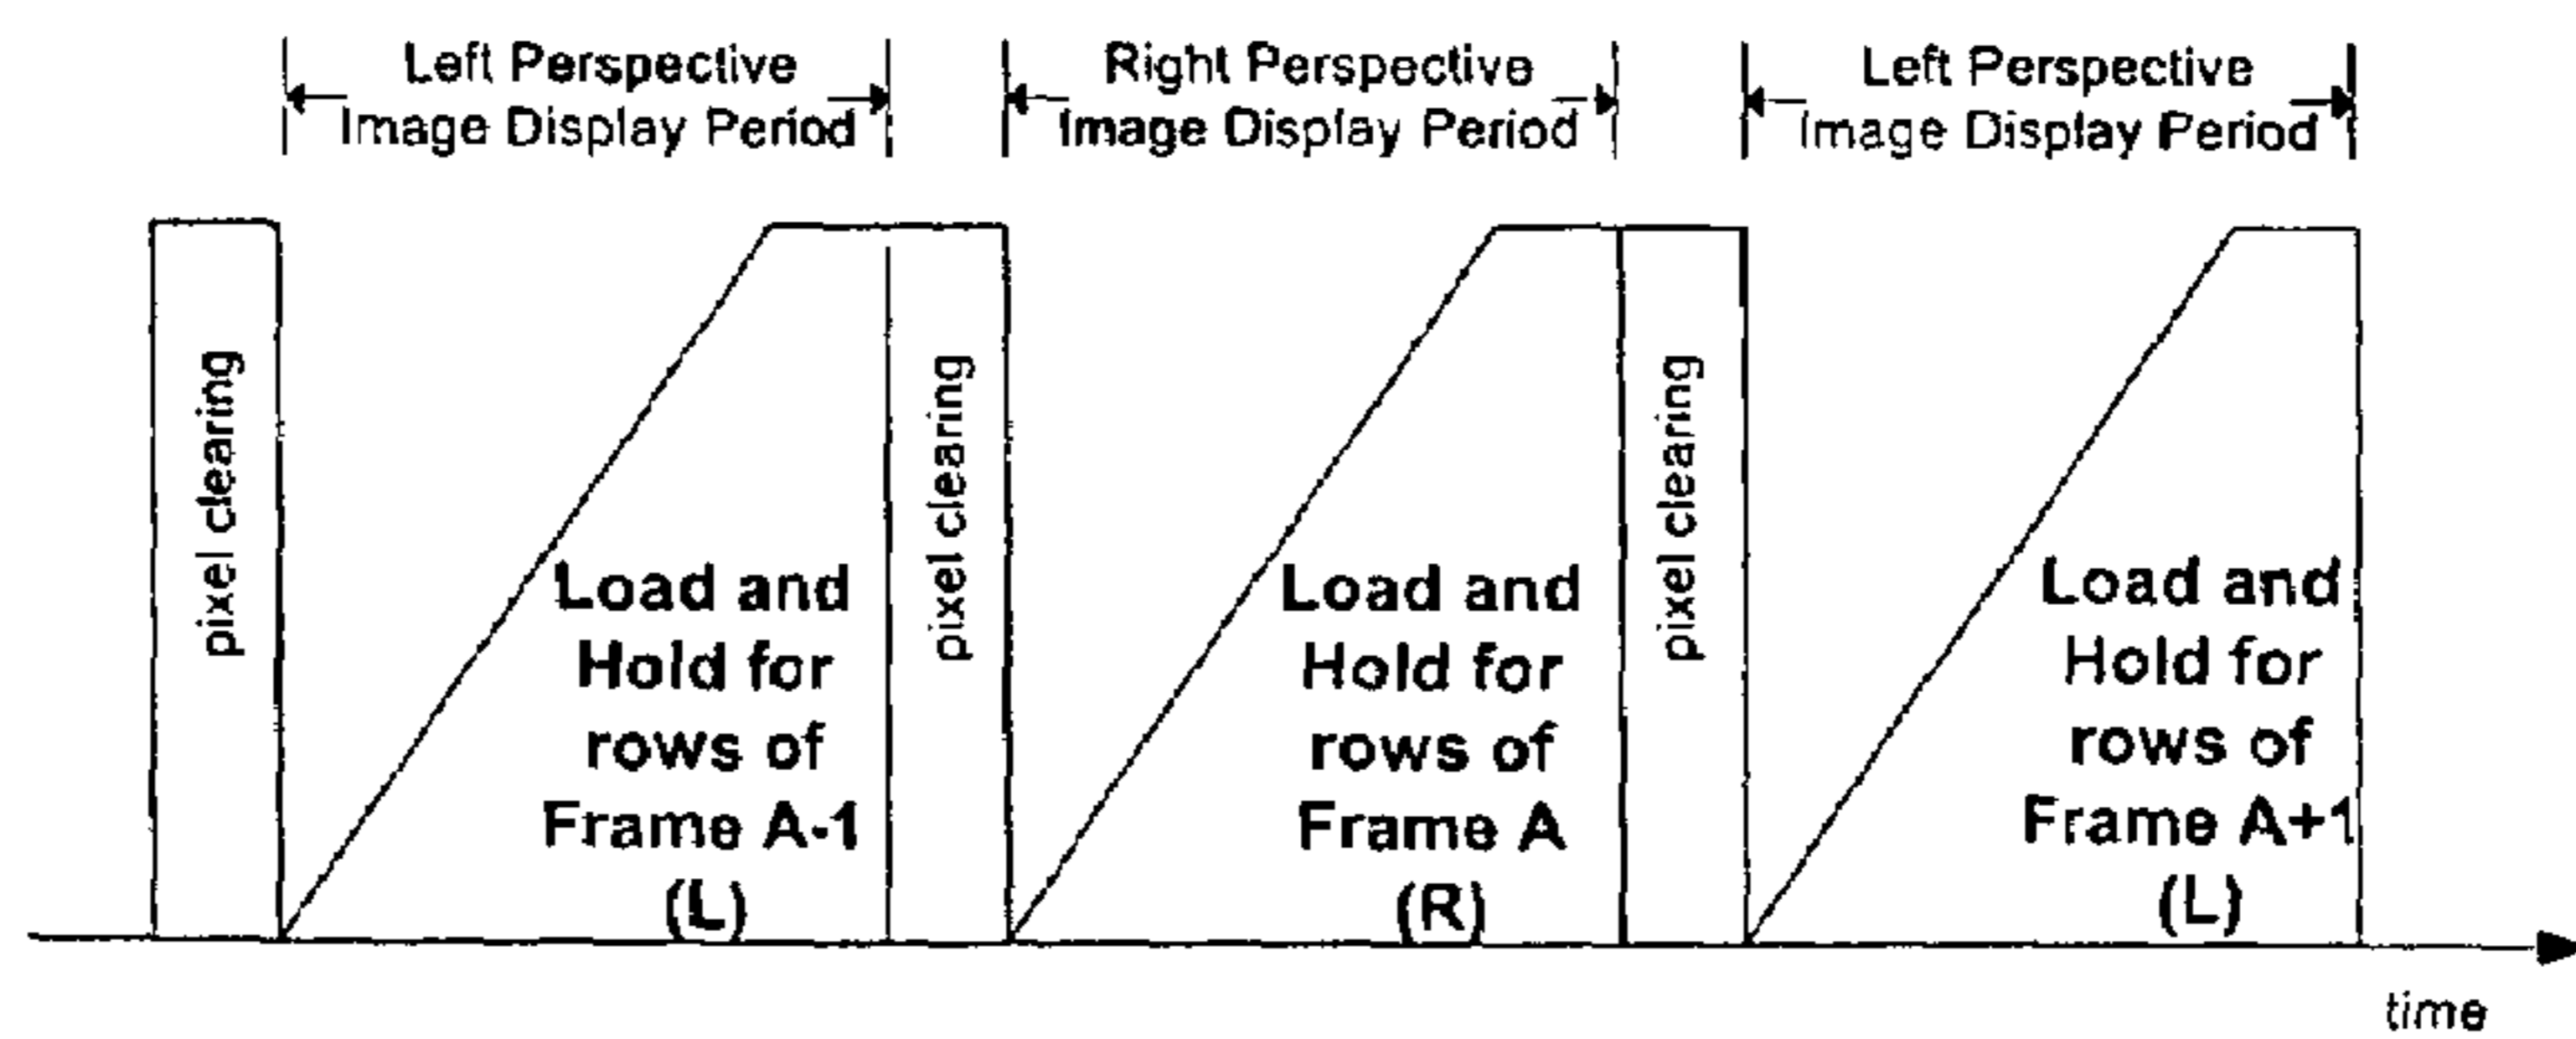 Left Perspective
Image Display Period
Right Perspective
Image Display Period
Left Perspective
Image Display Period
pixel clearing
Load and
Hold for
rows of
Frame A-1
(L)
pixel clearing
Load and
Hold for
rows of
Frame A
(R)
pixel clearing
Load and
Hold for
rows of
Frame A+1
(L)
time